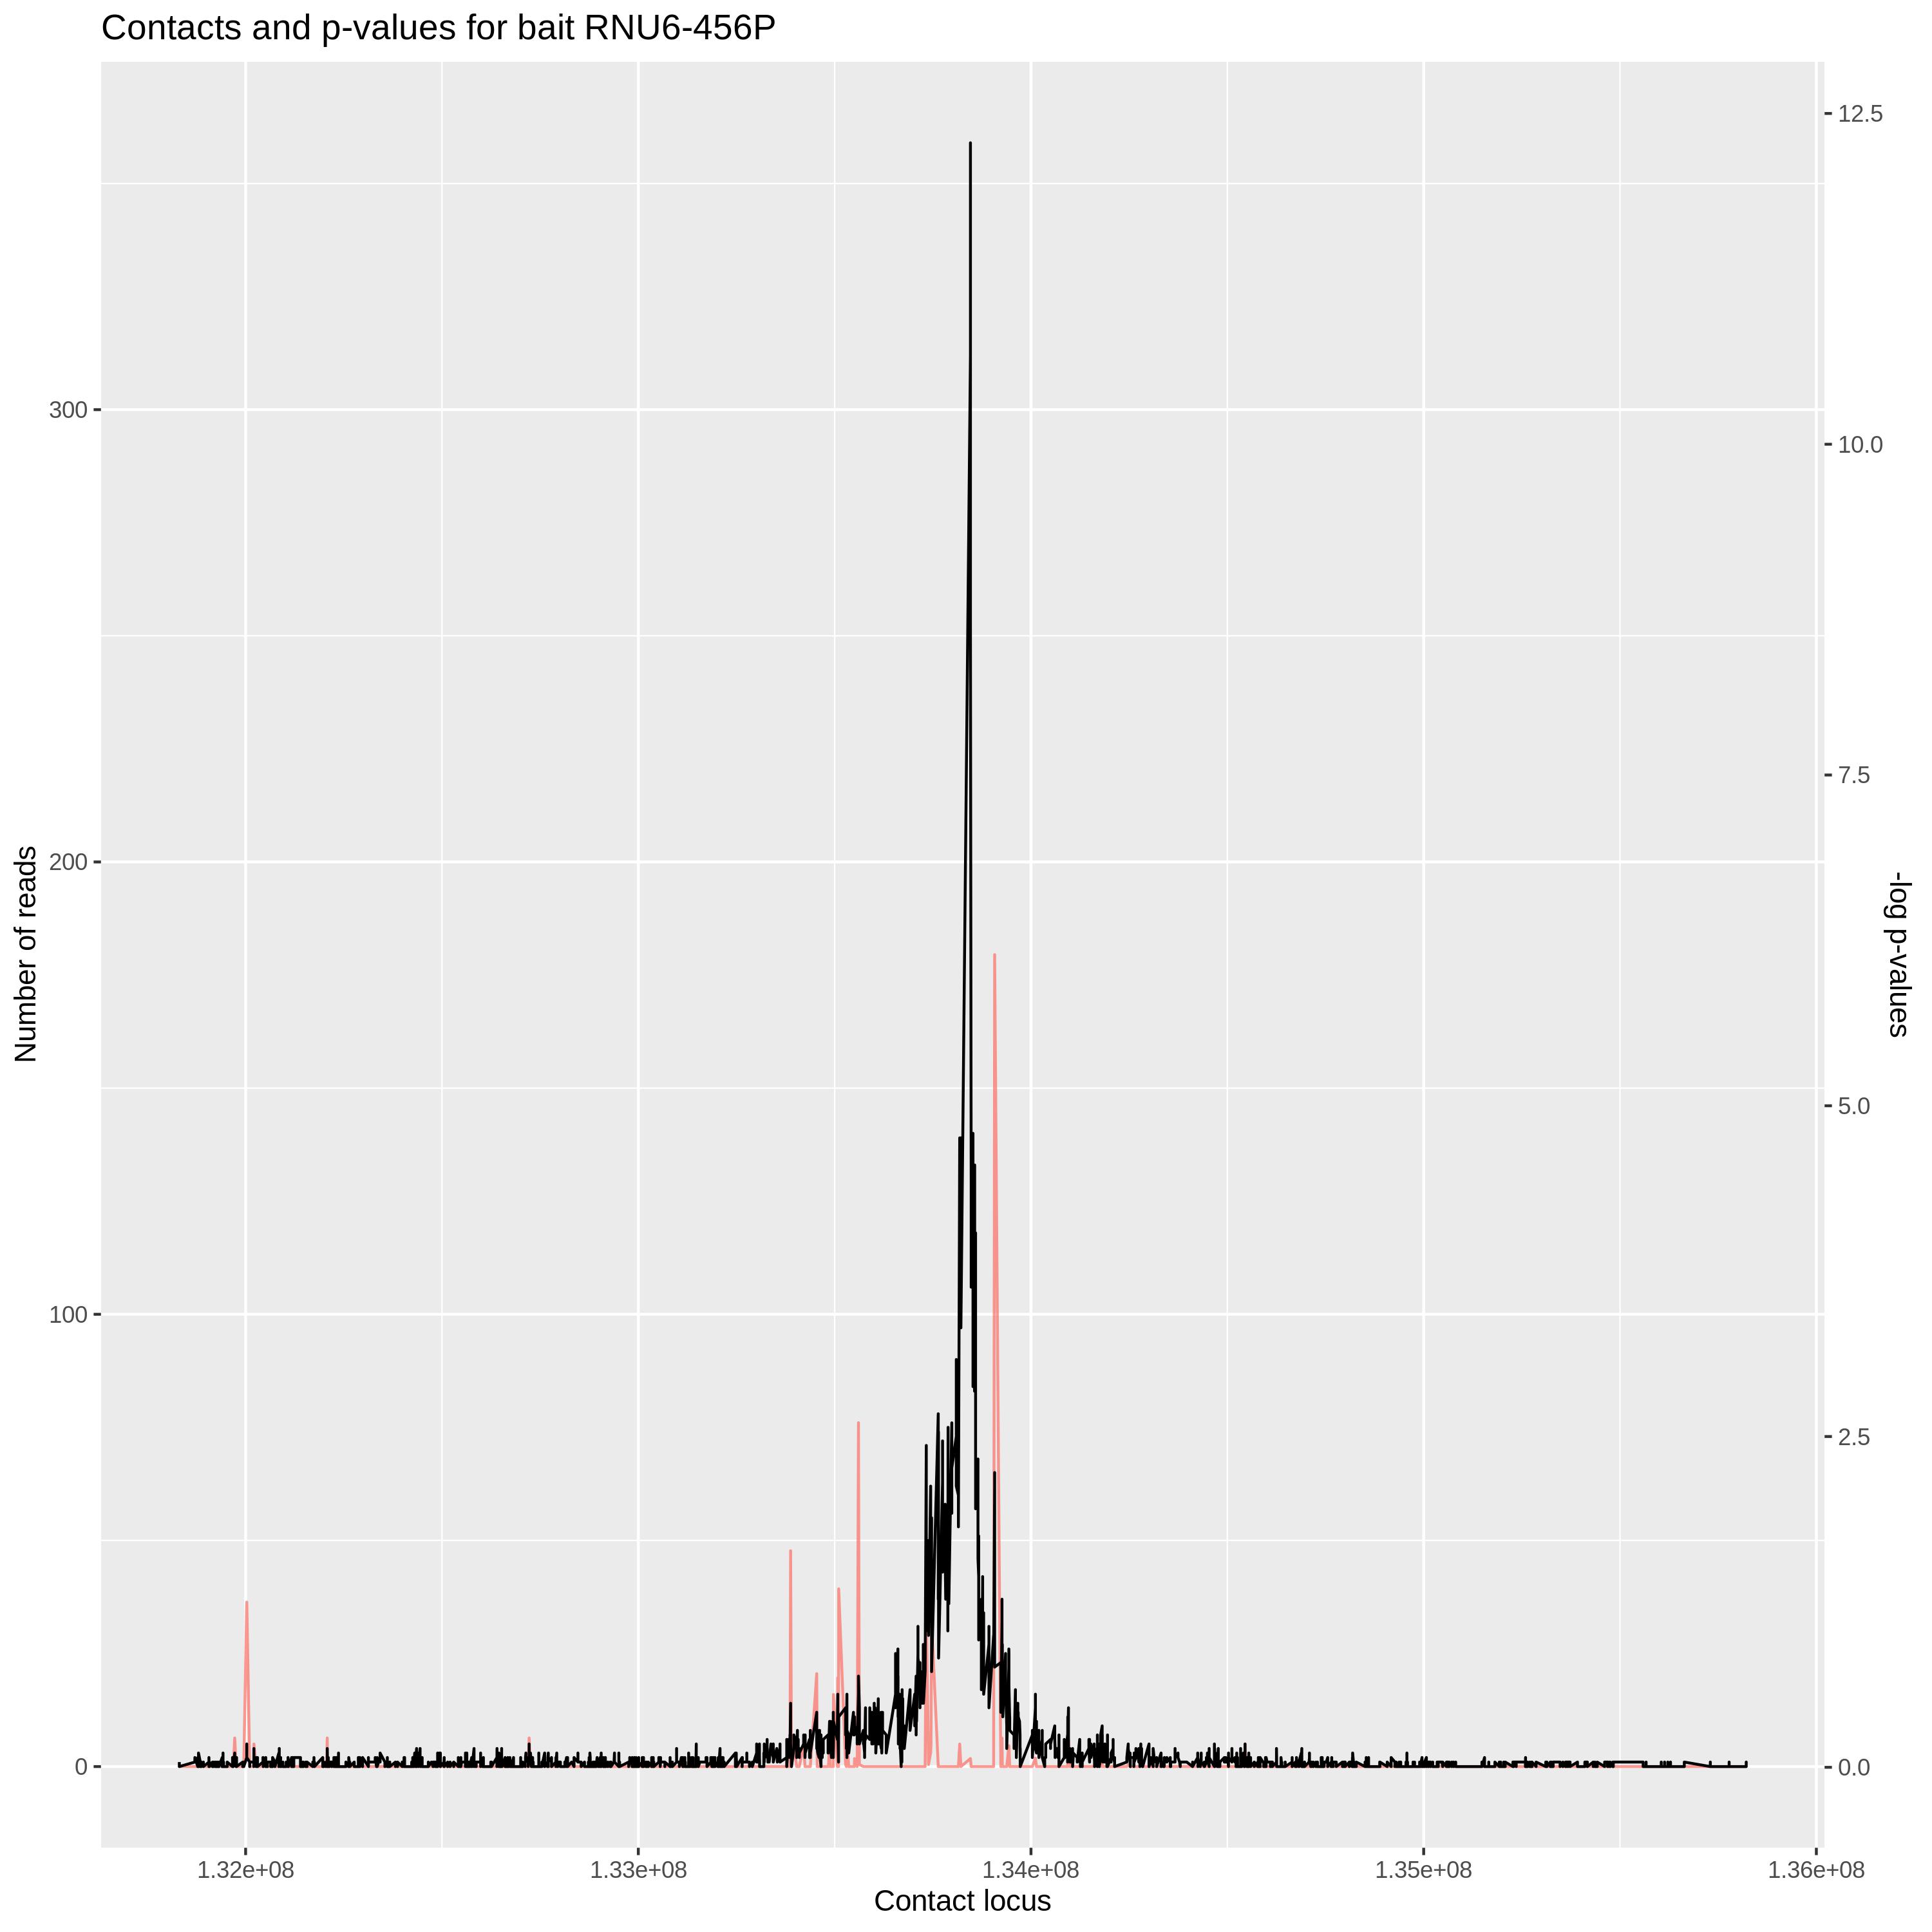 Contacts and p-values for bait RNU6-456P
12.5
10.0
7.5
5.0
2.5
0.0
300
200
100
0
Number of reads
-log p-values
1.32e+08
1.33e+08
1.34e+08
1.35e+08
1.36e+08
Contact locus